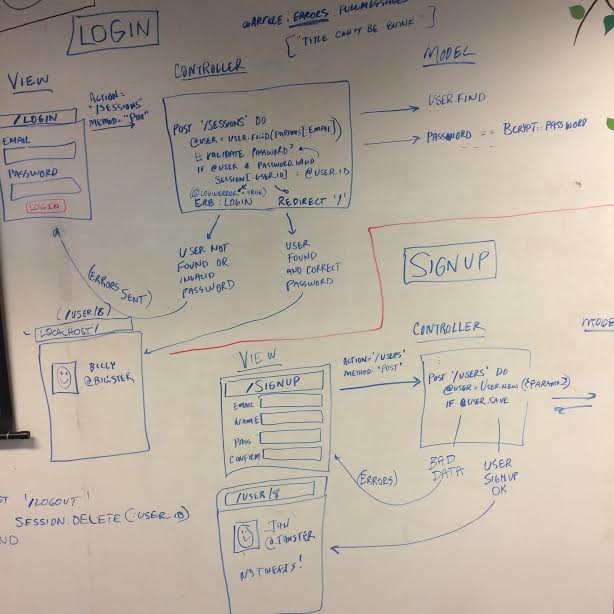 @ARTICLE.ERRORS.FULLMESSAGES
["TITLE CAN'T BE BLANK"]
LOGIN
VIEW
/LOGIN
EMAIL
PASSWORD
LOGIN
ACTION=
"/SESSIONS"
METHOD="POST"
CONTROLLER
POST '/SESSIONS' DO
@USER = USER.FIND(PARAMS[EMAIL])
# VALIDATE PASSWORD?
IF @USER & PASSWORD.VALID
SESSION[:USER_ID] = @USER.ID
(@LOGINERROR=TRUE)
ERB :LOGIN
REDIRECT '/'
MODEL
USER.FIND
PASSWORD == BCRYPT::PASSWORD
USER NOT
FOUND OR
INVALID
PASSWORD
USER
FOUND
AND CORRECT
PASSWORD
(ERRORS SENT)
(/USER/8)
LOCALHOST/
BILLY
@BILLSTER
'/LOGOUT'
SESSION.DELETE(:USER_ID)
SIGNUP
VIEW
/SIGNUP
EMAIL
NAME
PASS
CONFIRM
ACTION='/USERS'
METHOD="POST"
CONTROLLER
POST '/USERS' DO
@USER = USER.NEW({PARAMS})
IF @USER.SAVE
MODE
BAD
DATA
USER
SIGNUP
OK
(ERRORS)
/USER/8
JAN
@JANSTER
NO TWEETS!